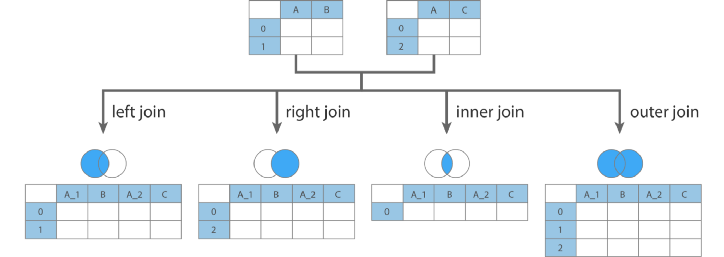 A B
0
1
A C
0
2
left join
right join
inner join
outer join
A_1 B A_2 C
0
1
A_1 B A_2 C
0
2
A_1 B A_2 C
0
A_1 B A_2 C
0
1
2